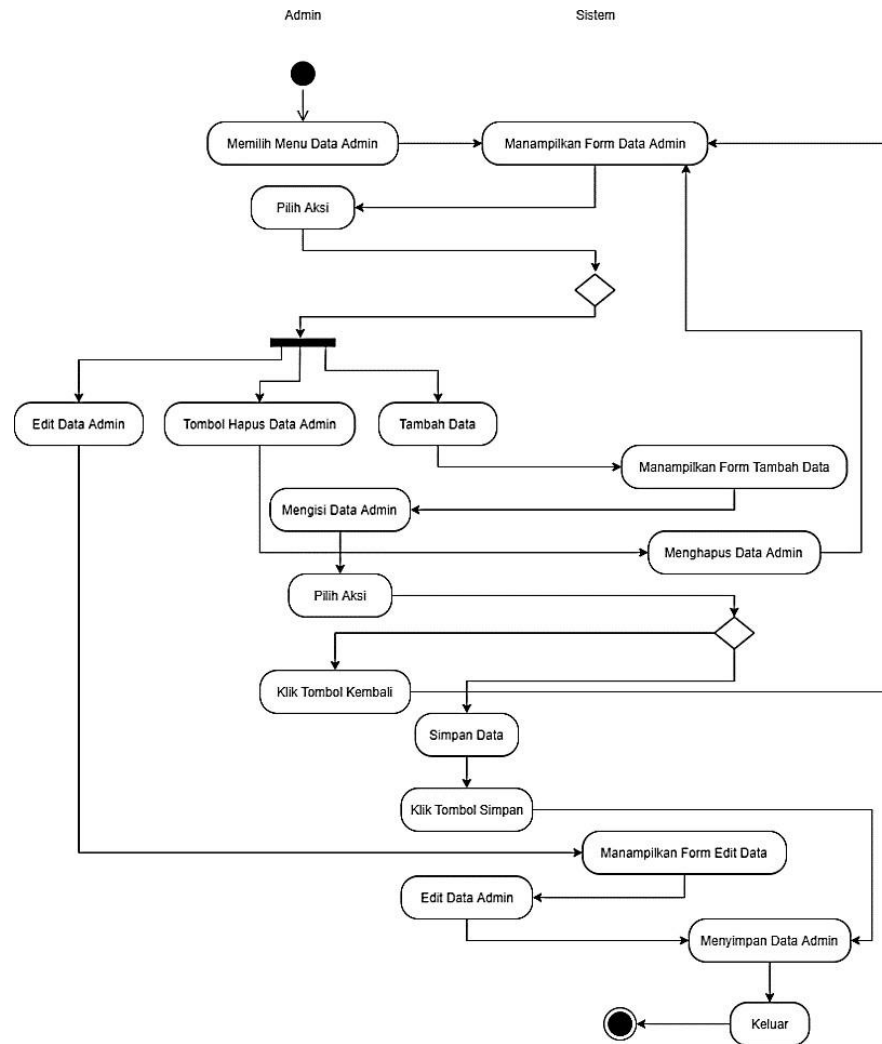 Admin
Sistem
Memilih Menu Data Admin
Manampilkan Form Data Admin
Pilih Aksi
Edit Data Admin
Tombol Hapus Data Admin
Tambah Data
Manampilkan Form Tambah Data
Mengisi Data Admin
Menghapus Data Admin
Pilih Aksi
Klik Tombol Kembali
Simpan Data
Klik Tombol Simpan
Manampilkan Form Edit Data
Edit Data Admin
Menyimpan Data Admin
Keluar